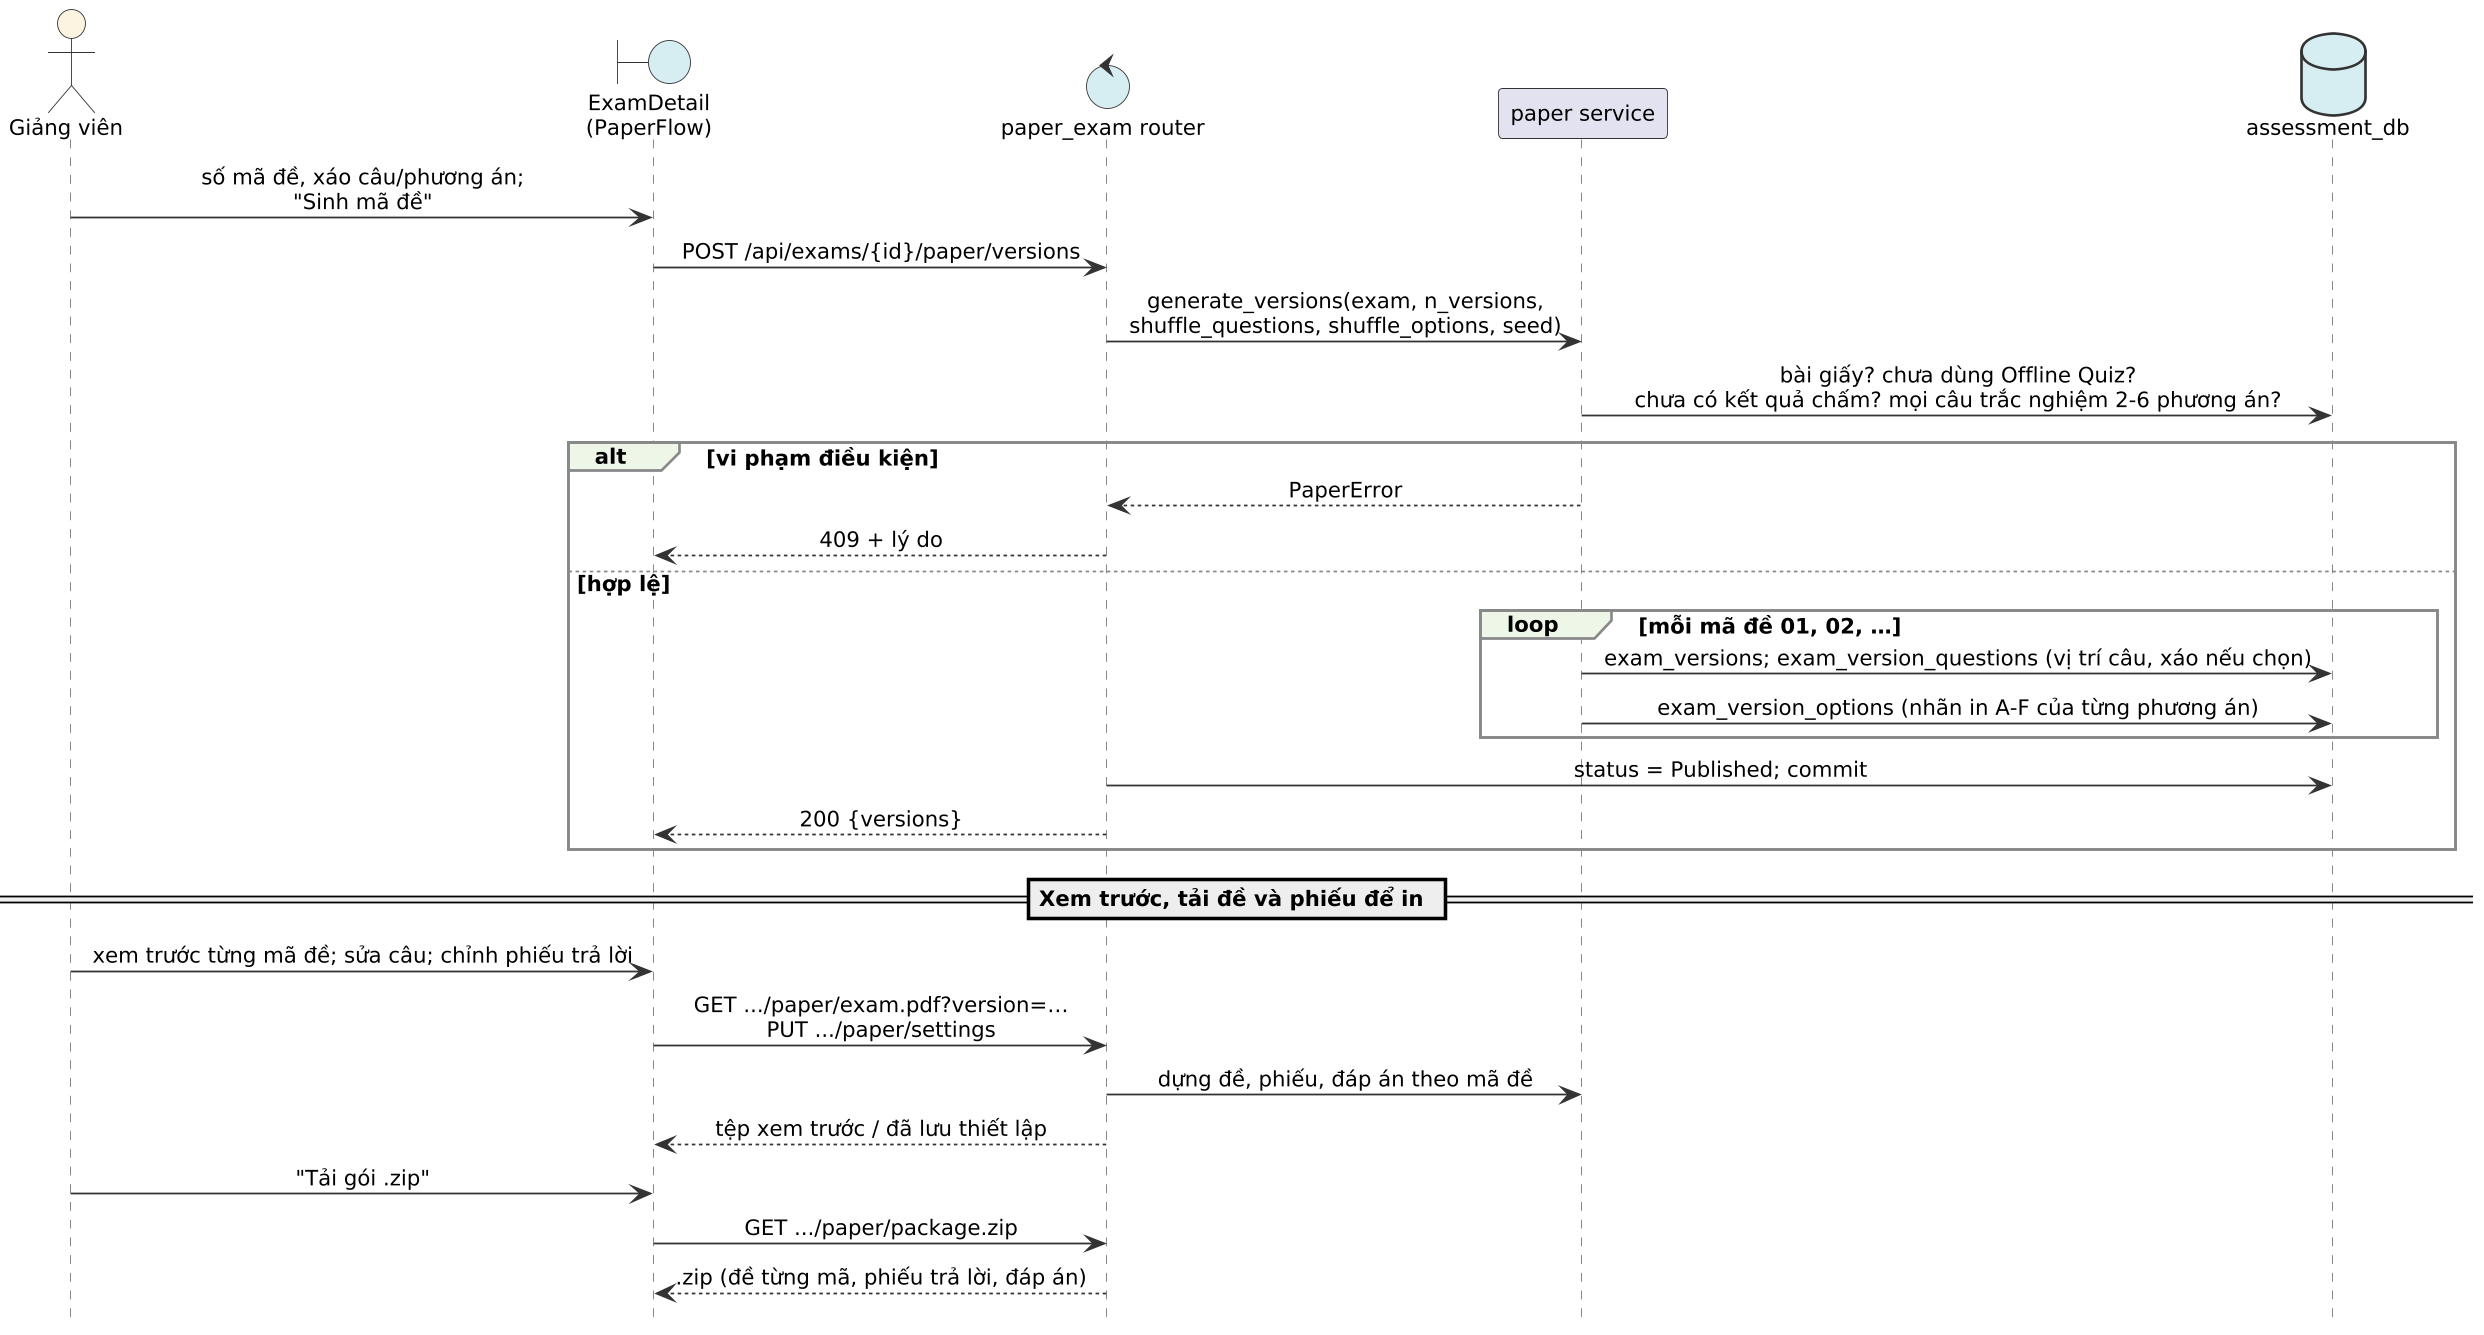 Giảng viên
ExamDetail
(PaperFlow)
paper_exam router
paper service
assessment_db
số mã đề, xáo câu/phương án;
"Sinh mã đề"
POST /api/exams/{id}/paper/versions
generate_versions(exam, n_versions,
shuffle_questions, shuffle_options, seed)
bài giấy? chưa dùng Offline Quiz?
chưa có kết quả chấm? mọi câu trắc nghiệm 2-6 phương án?
alt [vi phạm điều kiện]
PaperError
409 + lý do
[hợp lệ]
loop [mỗi mã đề 01, 02, ...]
exam_versions; exam_version_questions (vị trí câu, xáo nếu chọn)
exam_version_options (nhãn in A-F của từng phương án)
status = Published; commit
200 {versions}
Xem trước, tải đề và phiếu để in
xem trước từng mã đề; sửa câu; chỉnh phiếu trả lời
GET .../paper/exam.pdf?version=...
PUT .../paper/settings
dựng đề, phiếu, đáp án theo mã đề
tệp xem trước / đã lưu thiết lập
"Tải gói .zip"
GET .../paper/package.zip
.zip (đề từng mã, phiếu trả lời, đáp án)